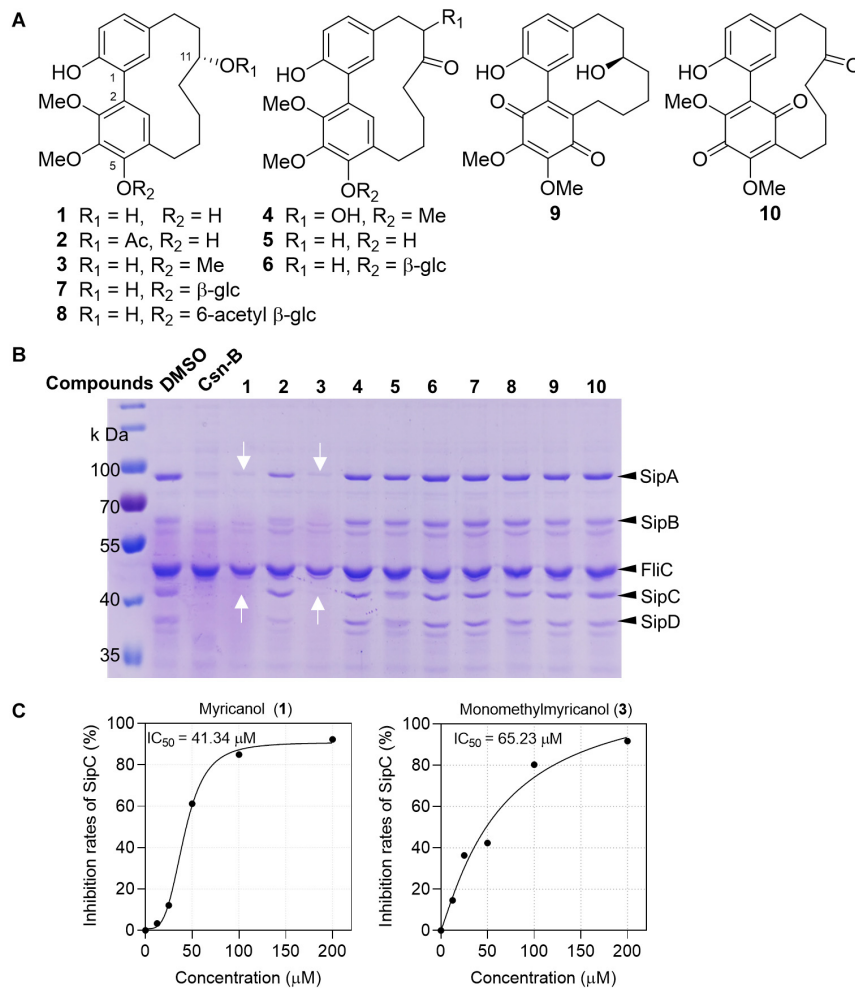 A
11
OR1
HO
1
2
MeO
MeO
5
OR2
R1
O
HO
MeO
MeO
OR2
HO
HO
O
MeO
O
OMe
HO
O
MeO
O
O
OMe
1 R1 = H, R2 = H
2 R1 = Ac, R2 = H
3 R1 = H, R2 = Me
7 R1 = H, R2 = β-glc
8 R1 = H, R2 = 6-acetyl β-glc
4 R1 = OH, R2 = Me
5 R1 = H, R2 = H
6 R1 = H, R2 = β-glc
9
10
B
Compounds DMSO Csn-B 1 2 3 4 5 6 7 8 9 10
k Da
100
70
55
40
35
SipA
SipB
FliC
SipC
SipD
C
Myricanol (1)
IC50 = 41.34 μM
Inhibition rates of SipC (%)
100
80
60
40
20
0
0 50 100 150 200
Concentration (μM)
Monomethylmyricanol (3)
IC50 = 65.23 μM
Inhibition rates of SipC (%)
100
80
60
40
20
0
0 50 100 150 200
Concentration (μM)